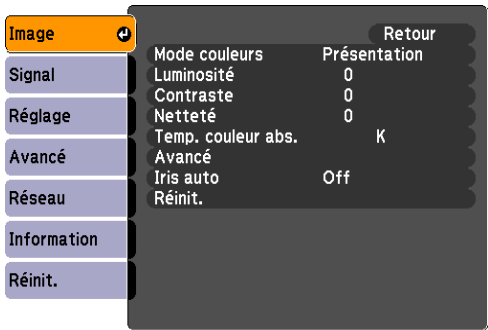 Image
Signal
Réglage
Avancé
Réseau
Information
Réinit.
Retour
Mode couleurs Présentation
Luminosité 0
Contraste 0
Netteté 0
Temp. couleur abs. K
Avancé
Iris auto Off
Réinit.